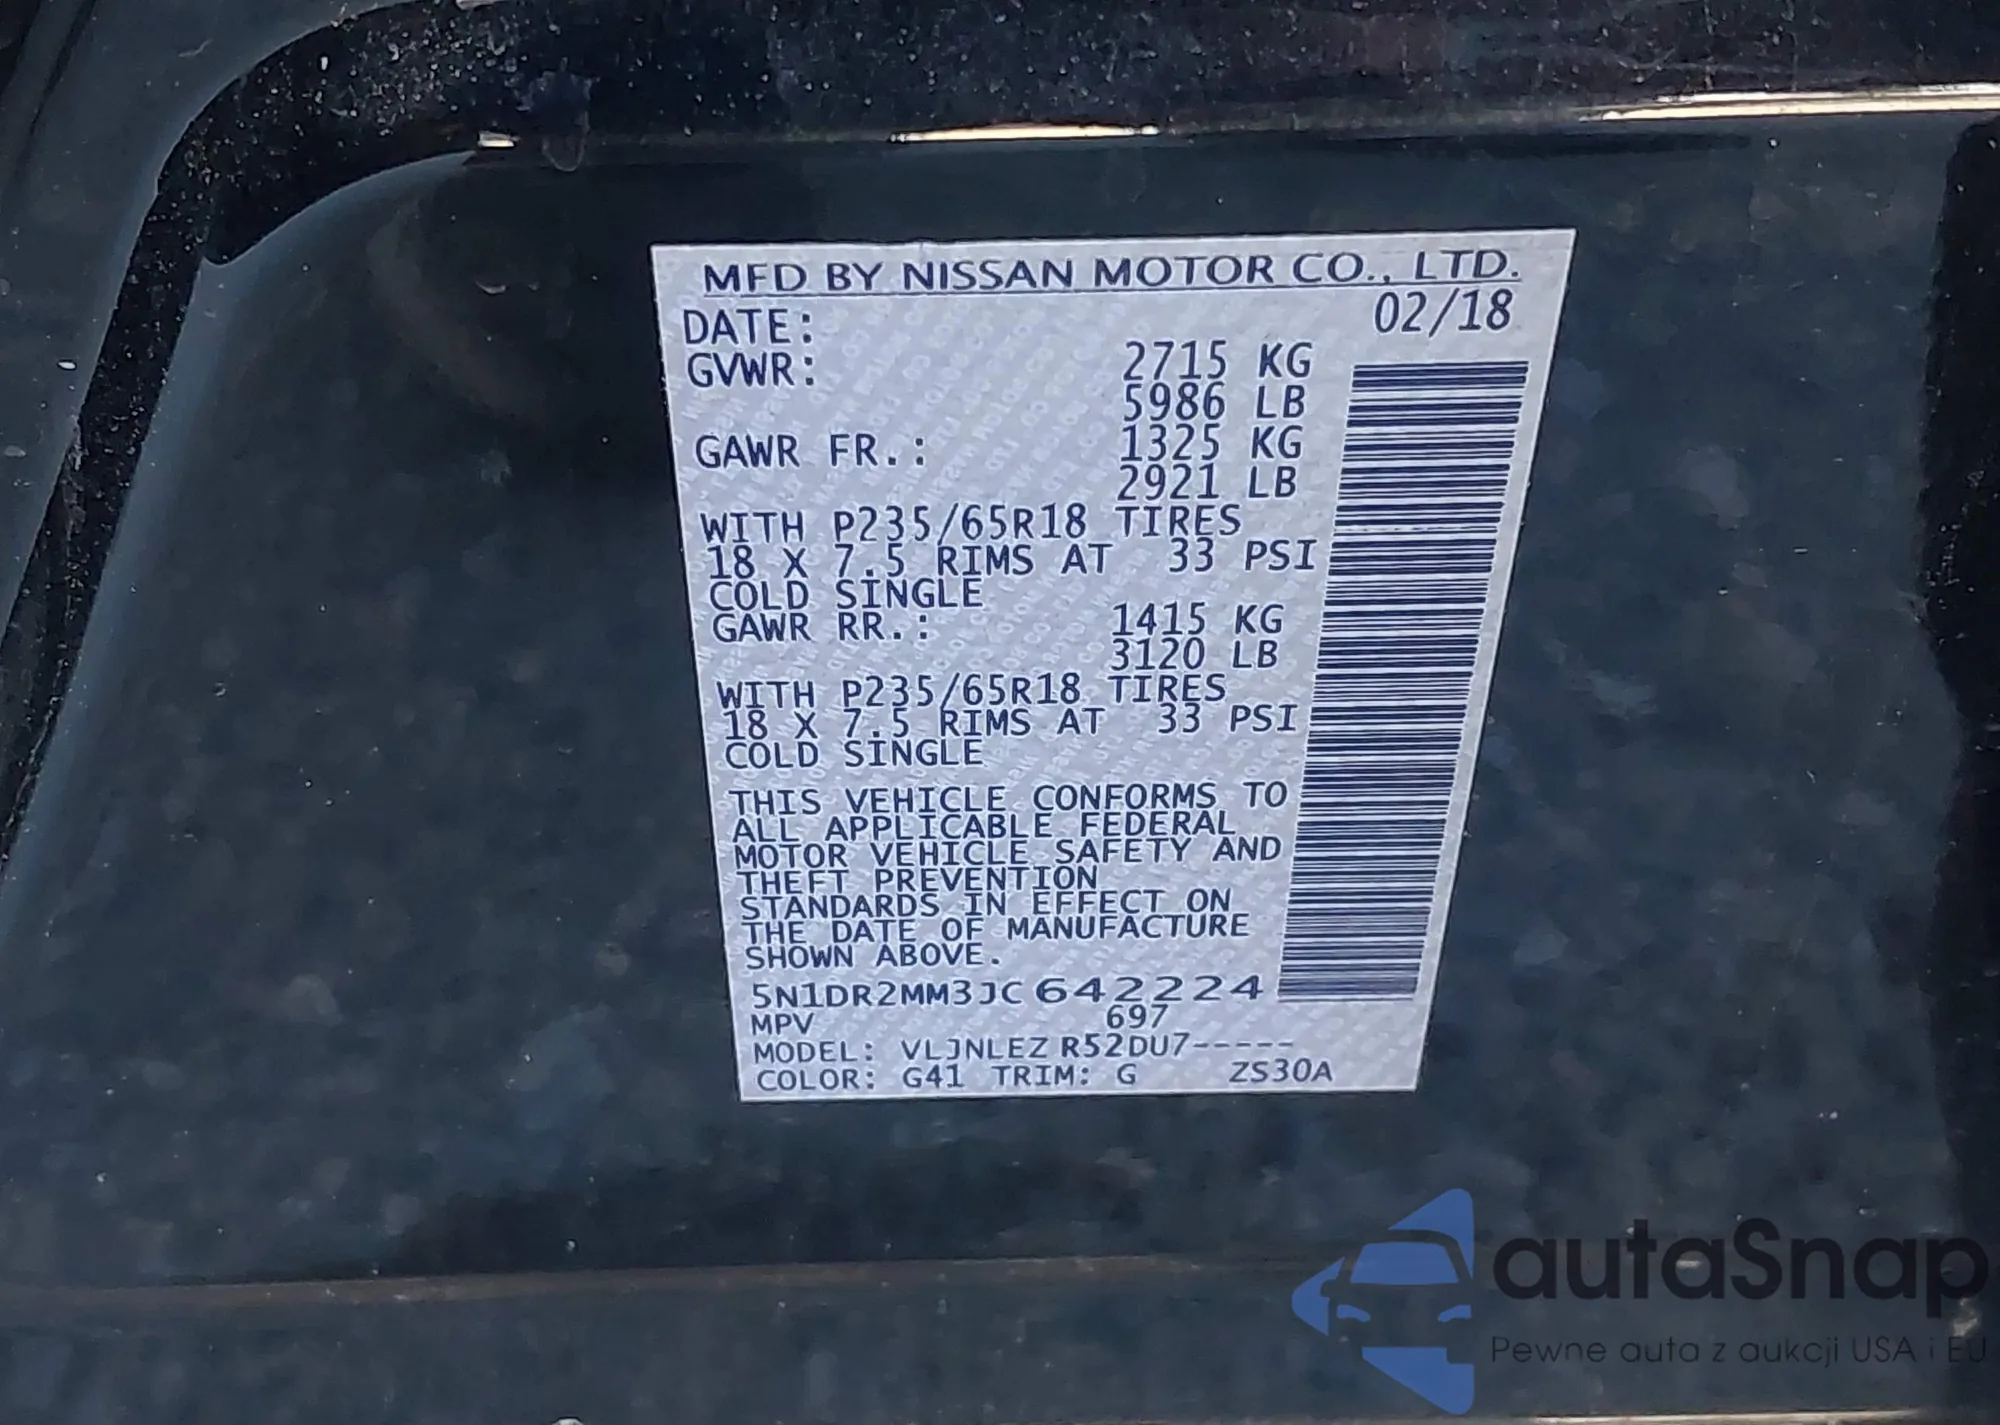 MFD BY NISSAN MOTOR CO., LTD.
DATE: 02/18
GVWR: 2715 KG
5986 LB
GAWR FR.: 1325 KG
2921 LB
WITH P235/65R18 TIRES
18 X 7.5 RIMS AT 33 PSI
COLD SINGLE
GAWR RR.: 1415 KG
3120 LB
WITH P235/65R18 TIRES
18 X 7.5 RIMS AT 33 PSI
COLD SINGLE
THIS VEHICLE CONFORMS TO
ALL APPLICABLE FEDERAL
MOTOR VEHICLE SAFETY AND
THEFT PREVENTION
STANDARDS IN EFFECT ON
THE DATE OF MANUFACTURE
SHOWN ABOVE.
5N1DR2MM3JC642224
MPV 697
MODEL: VLJNLEZ R52DU7-----
COLOR: G41 TRIM: G ZS30A
autaSnap
Pewne auta z aukcji USA i EU